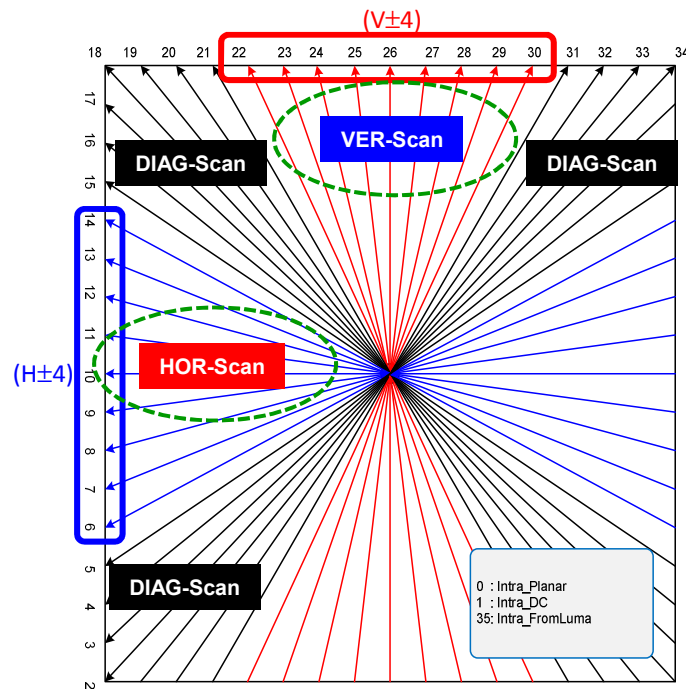 (V±4)
18 19 20 21 22 23 24 25 26 27 28 29 30 31 32 33 34
17
16
15
14
13
12
11
10
9
8
7
6
5
4
3
2
VER-Scan
DIAG-Scan
DIAG-Scan
HOR-Scan
(H±4)
DIAG-Scan
0 : Intra_Planar
1 : Intra_DC
35: Intra_FromLuma